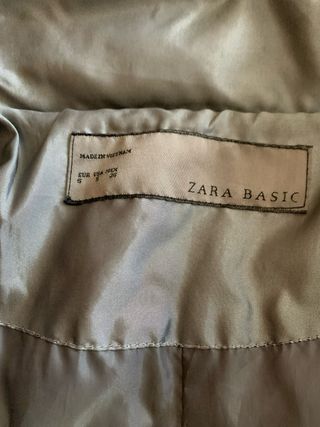 MADE IN VIETNAM
EUR USA MEX
S S 26
ZARA BASIC